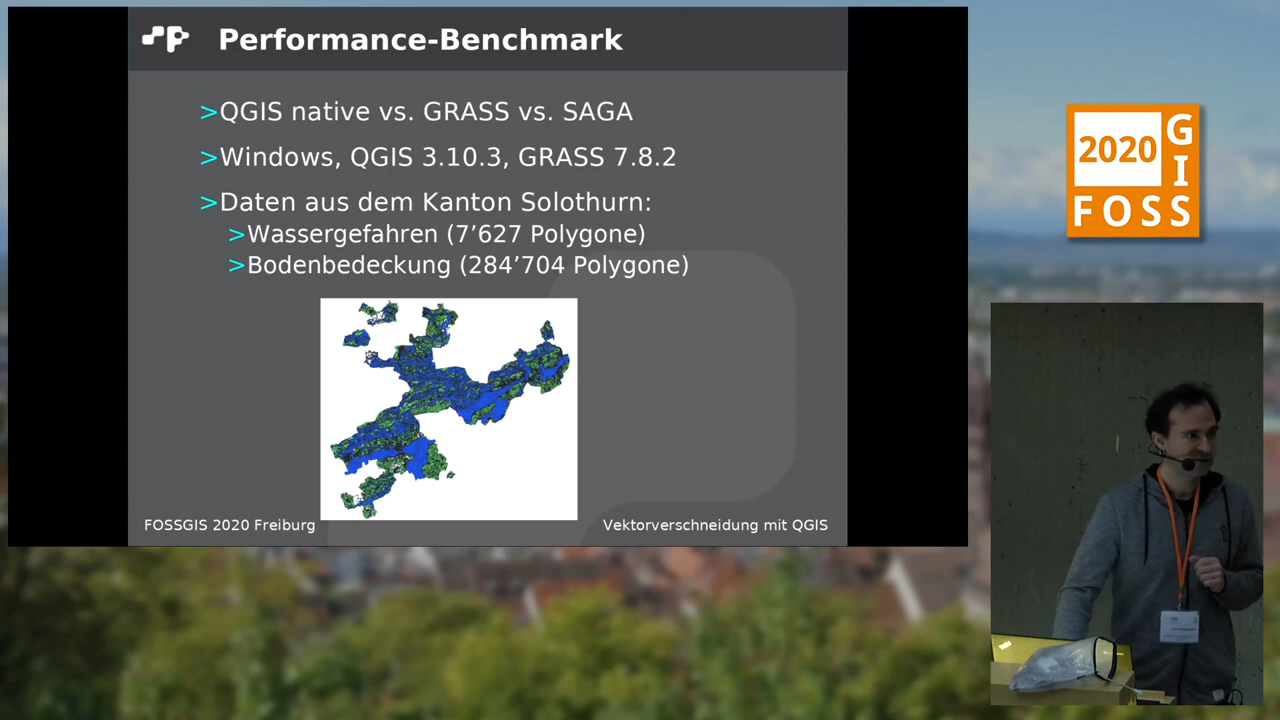 Performance-Benchmark
>QGIS native vs. GRASS vs. SAGA
>Windows, QGIS 3.10.3, GRASS 7.8.2
>Daten aus dem Kanton Solothurn:
>Wassergefahren (7’627 Polygone)
>Bodenbedeckung (284’704 Polygone)
FOSSGIS 2020 Freiburg
Vektorverschneidung mit QGIS
2020
GIS
FOSS